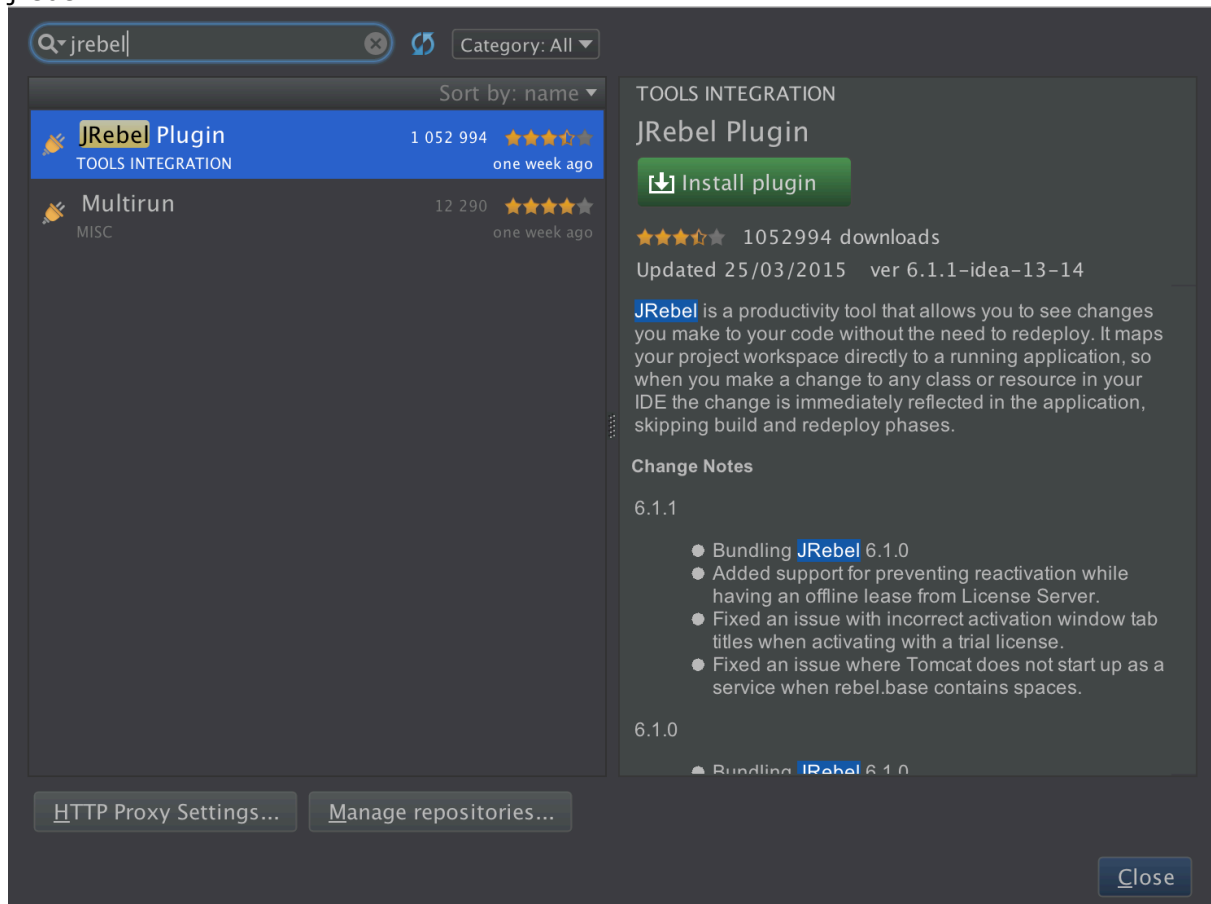 jrebel
Category: All
Sort by: name
JRebel Plugin 1 052 994
TOOLS INTEGRATION one week ago
Multirun 12 290
MISC one week ago
TOOLS INTEGRATION
JRebel Plugin
Install plugin
1052994 downloads
Updated 25/03/2015 ver 6.1.1-idea-13-14
JRebel is a productivity tool that allows you to see changes
you make to your code without the need to redeploy. It maps
your project workspace directly to a running application, so
when you make a change to any class or resource in your
IDE the change is immediately reflected in the application,
skipping build and redeploy phases.
Change Notes
6.1.1
● Bundling JRebel 6.1.0
● Added support for preventing reactivation while
having an offline lease from License Server.
● Fixed an issue with incorrect activation window tab
titles when activating with a trial license.
● Fixed an issue where Tomcat does not start up as a
service when rebel.base contains spaces.
6.1.0
● Bundling JRebel 6.1.0
HTTP Proxy Settings... Manage repositories...
Close